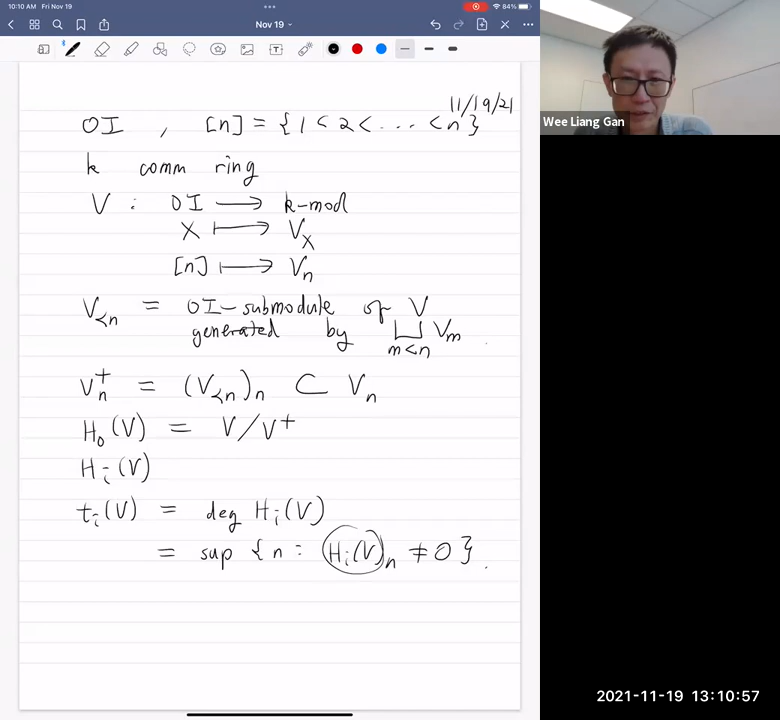 10:10 AM Fri Nov 19
84%
Nov 19
11/19/21
OI , [n] = {1 < 2 < ... < n}
k comm ring
V : OI ⟶ k-mod
X ⟼ V_X
[n] ⟼ V_n
V_{<n} = OI-submodule of V
generated by ⊔_{m<n} V_m .
V_n^+ = (V_{<n})_n ⊂ V_n
H_0(V) = V/V^+
H_i(V)
t_i(V) = deg H_i(V)
= sup {n : H_i(V)_n ≠ 0} .
Wee Liang Gan
2021-11-19 13:10:57